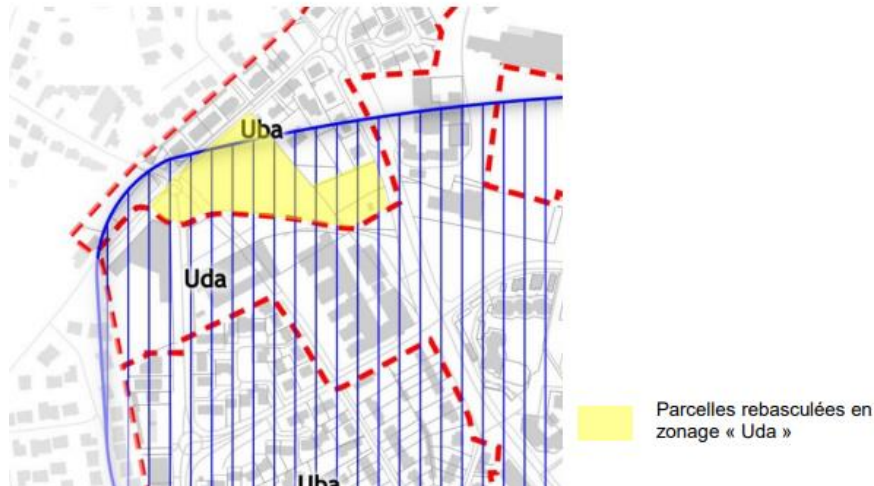 Uba
Uda
Uba
Parcelles rebasculées en
zonage « Uda »